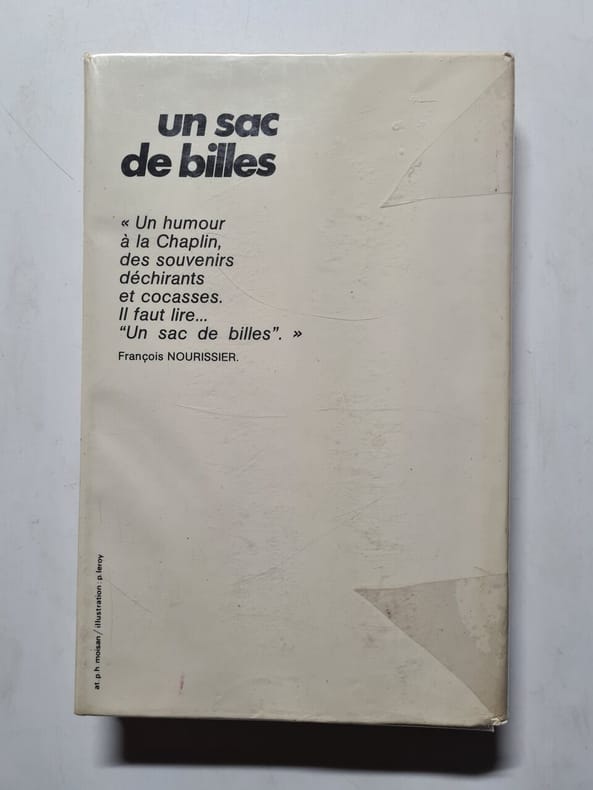 un sac
de billes
« Un humour
à la Chaplin,
des souvenirs
déchirants
et cocasses.
Il faut lire...
“Un sac de billes”. »
François NOURISSIER.
at. p h moisan / illustration : p. leroy